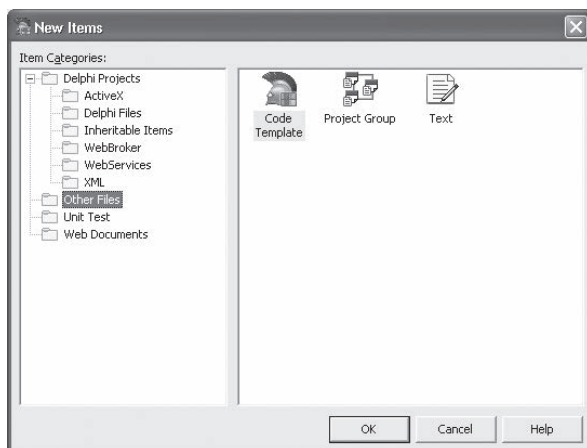 New Items
Item Categories:
Delphi Projects
ActiveX
Delphi Files
Inheritable Items
WebBroker
WebServices
XML
Other Files
Unit Test
Web Documents
Code
Template
Project Group
Text
OK
Cancel
Help